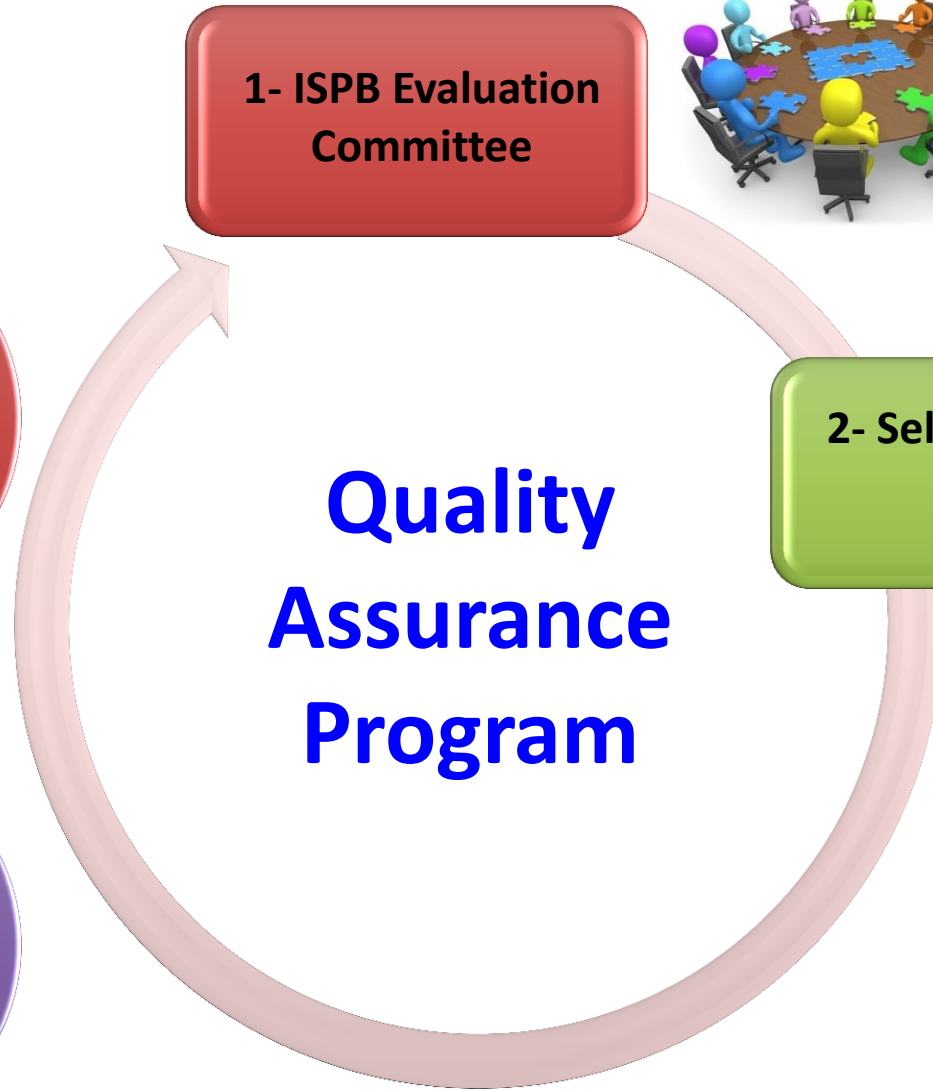 1- ISPB Evaluation
Committee
2- Sel
Quality
Assurance
Program